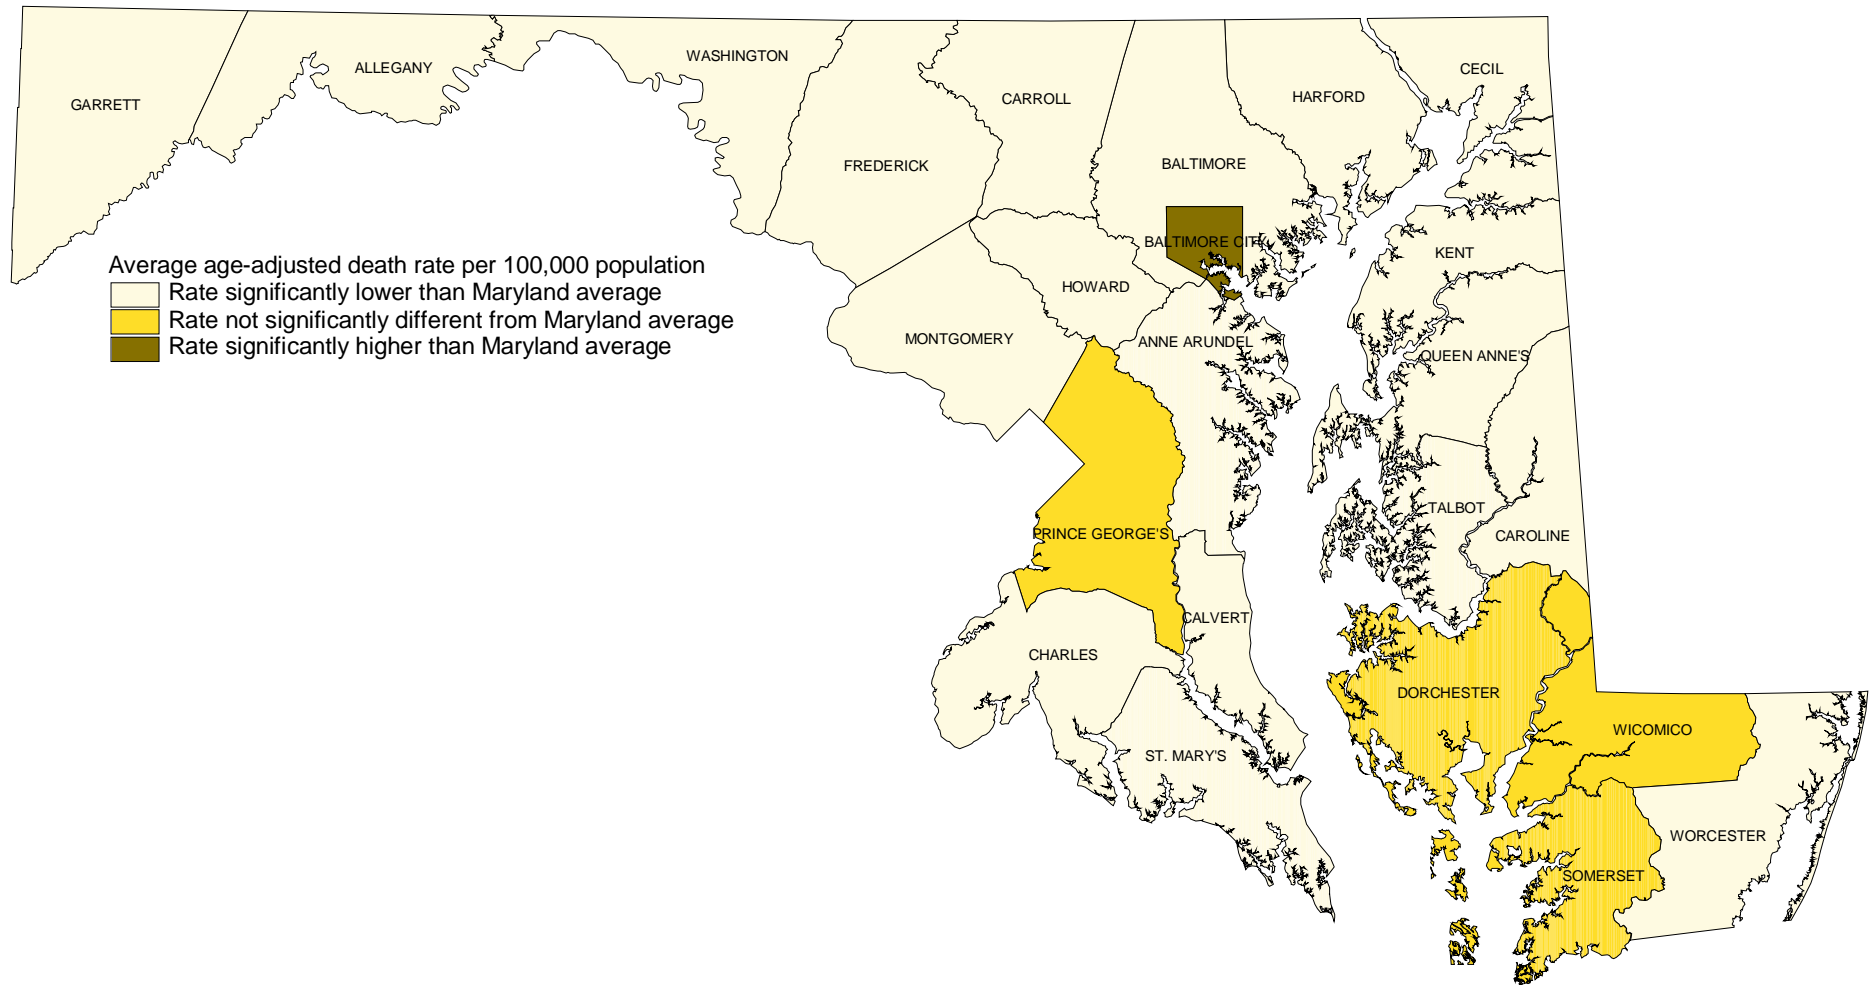 CECIL
WASHINGTON
ALLEGANY
HARFORD
CARROLL
GARRETT
BALTIMORE
FREDERICK
BALTIMORE CITY
KENT
Average age-adjusted death rate per 100,000 population
Rate significantly lower than Maryland average
Rate not significantly different from Maryland average
Rate significantly higher than Maryland average
HOWARD
MONTGOMERY
ANNE ARUNDEL
QUEEN ANNE'S
TALBOT
PRINCE GEORGE'S
CAROLINE
CALVERT
CHARLES
DORCHESTER
WICOMICO
ST. MARY'S
WORCESTER
SOMERSET